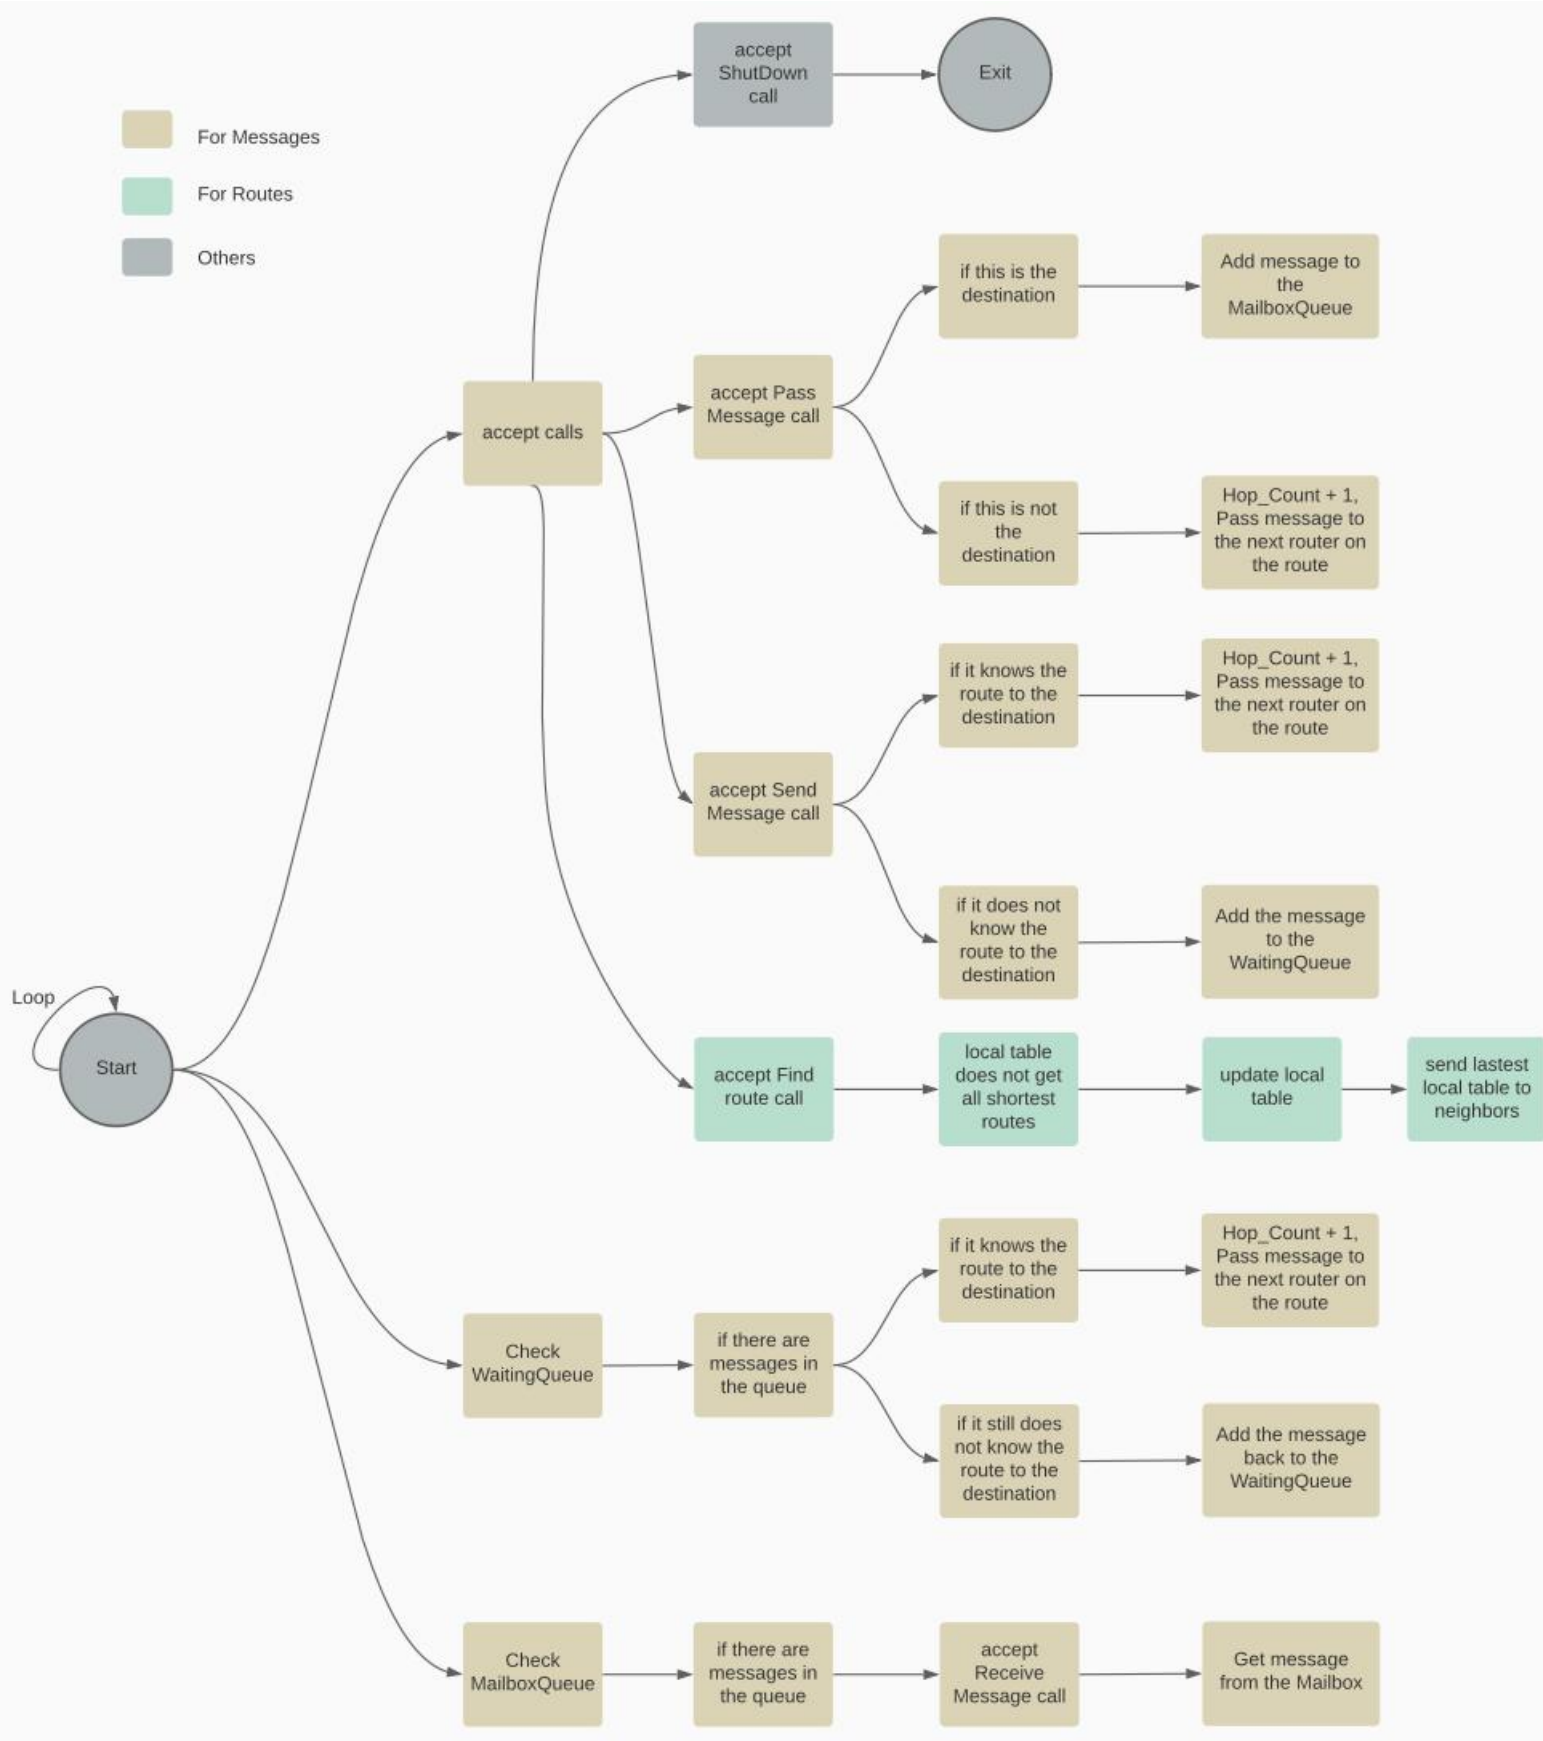 accept
ShutDown
call
Exit
For Messages
For Routes
Others
if this is the
destination
Add message to
the
MailboxQueue
accept calls
accept Pass
Message call
if this is not
the
destination
Hop_Count + 1,
Pass message to
the next router on
the route
if it knows the
route to the
destination
Hop_Count + 1,
Pass message to
the next router on
the route
accept Send
Message call
if it does not
know the
route to the
destination
Add the message
to the
WaitingQueue
Loop
Start
accept Find
route call
local table
does not get
all shortest
routes
update local
table
send lastest
local table to
neighbors
if it knows the
route to the
destination
Hop_Count + 1,
Pass message to
the next router on
the route
Check
WaitingQueue
if there are
messages in
the queue
if it still does
not know the
route to the
destination
Add the message
back to the
WaitingQueue
Check
MailboxQueue
if there are
messages in
the queue
accept
Receive
Message call
Get message
from the Mailbox